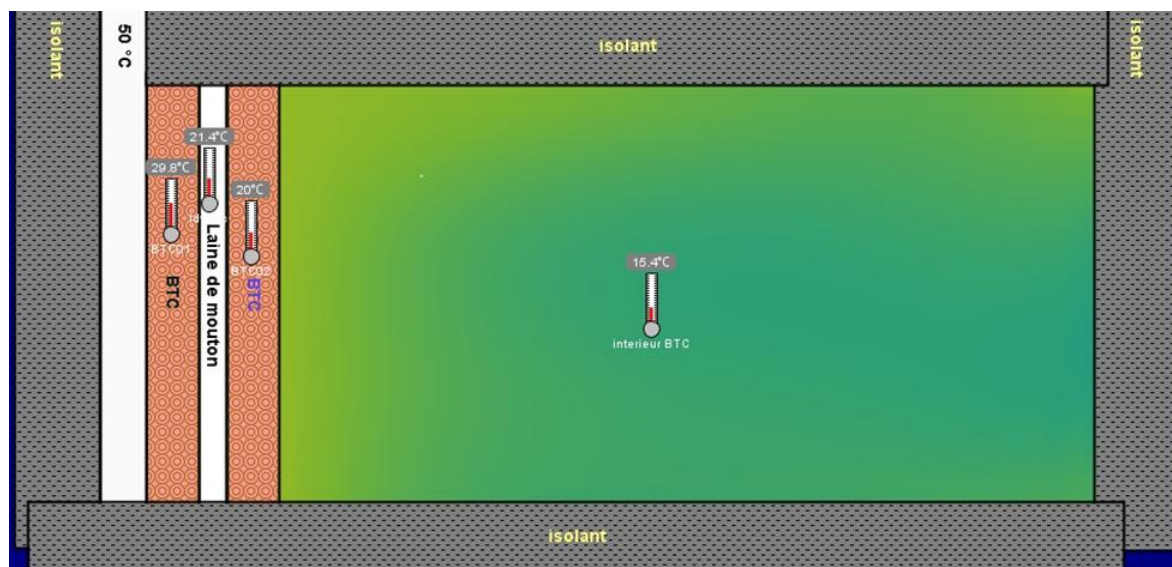 isolant
50 °C
isolant
isolant
21.4°C
29.8°C
20°C
BTC01
Laine de mouton
BTC02
BTC
BTC
15.4°C
interieur BTC
isolant